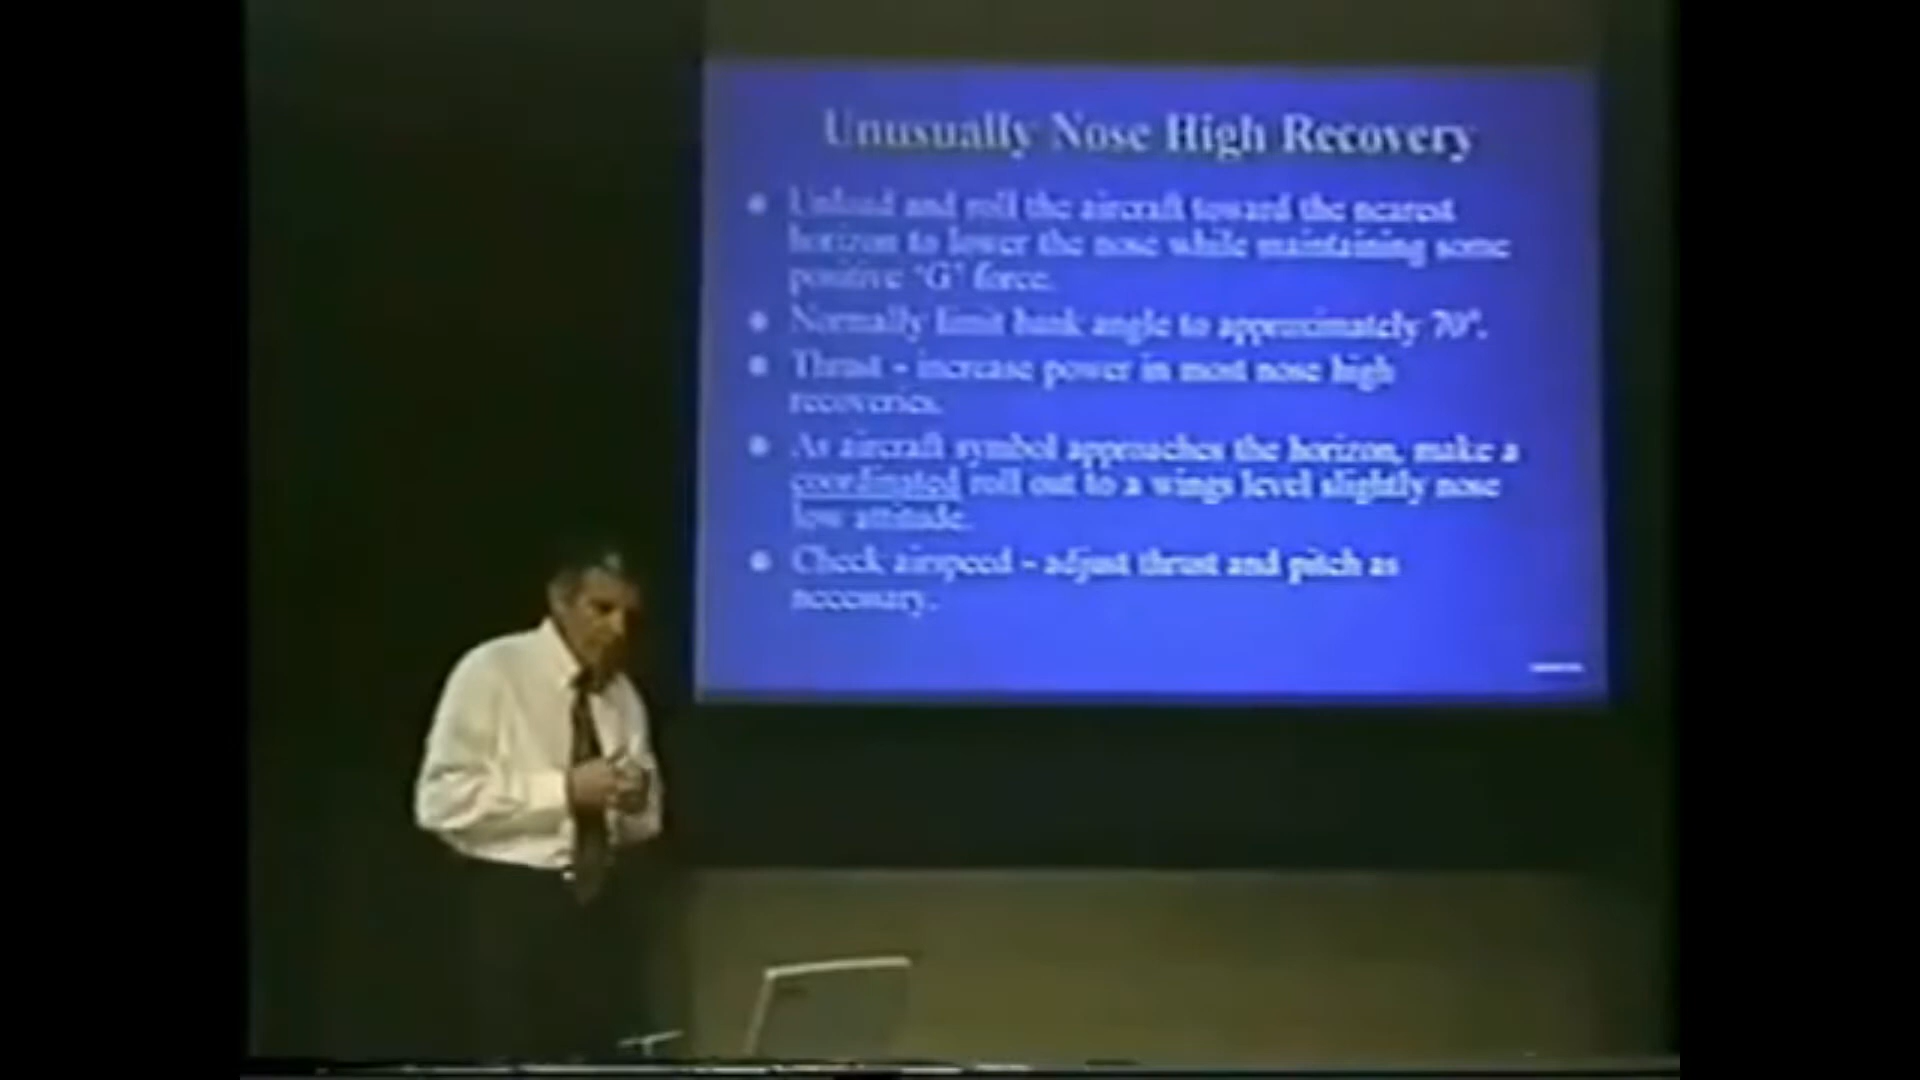 Unusually Nose High Recovery
Unload and roll the aircraft toward the nearest
horizon to lower the nose while maintaining some
positive 'G' force.
Normally limit bank angle to approximately 70°.
Thrust - increase power in most nose high
recoveries.
As aircraft symbol approaches the horizon, make a
coordinated roll out to a wings level slightly nose
low attitude.
Check airspeed - adjust thrust and pitch as
necessary.